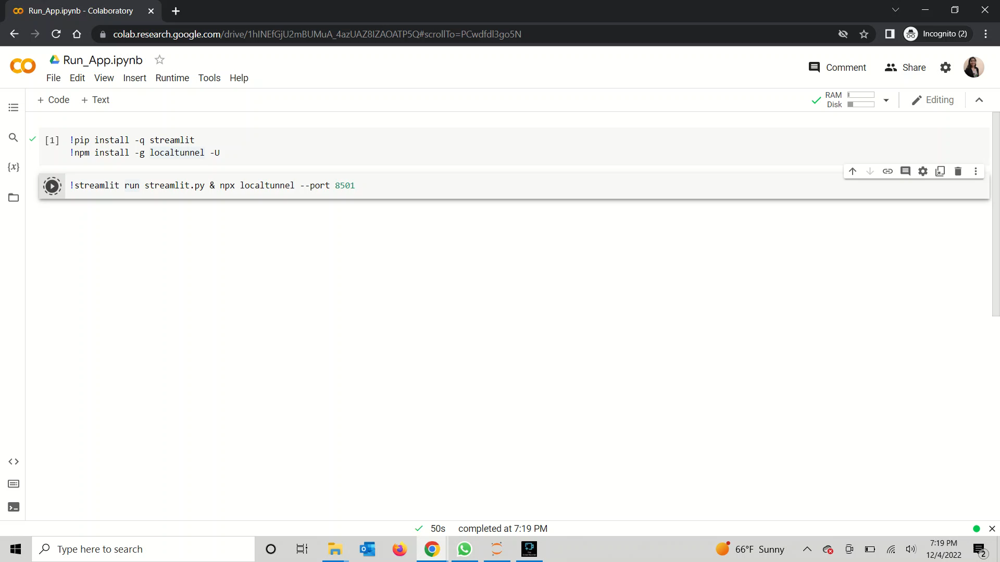 Run_App.ipynb - Colaboratory
colab.research.google.com/drive/1hINEfGjU2mBUMuA_4azUAZ8IZAOATP5Q#scrollTo=PCwdfdl3go5N
Incognito (2)
Run_App.ipynb
File Edit View Insert Runtime Tools Help
Comment
Share
+ Code + Text
RAM
Disk
Editing
[1] !pip install -q streamlit
!npm install -g localtunnel -U
!streamlit run streamlit.py & npx localtunnel --port 8501
{x}
50s completed at 7:19 PM
Type here to search
66°F Sunny
7:19 PM
12/4/2022
2